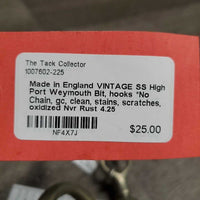 The Tack Collector
1007602-225
Made in England VINTAGE SS High
Port Weymouth Bit, hooks *No
Chain, gc, clean, stains, scratches,
oxidized Nvr Rust 4.25
NF4X7J
$25.00